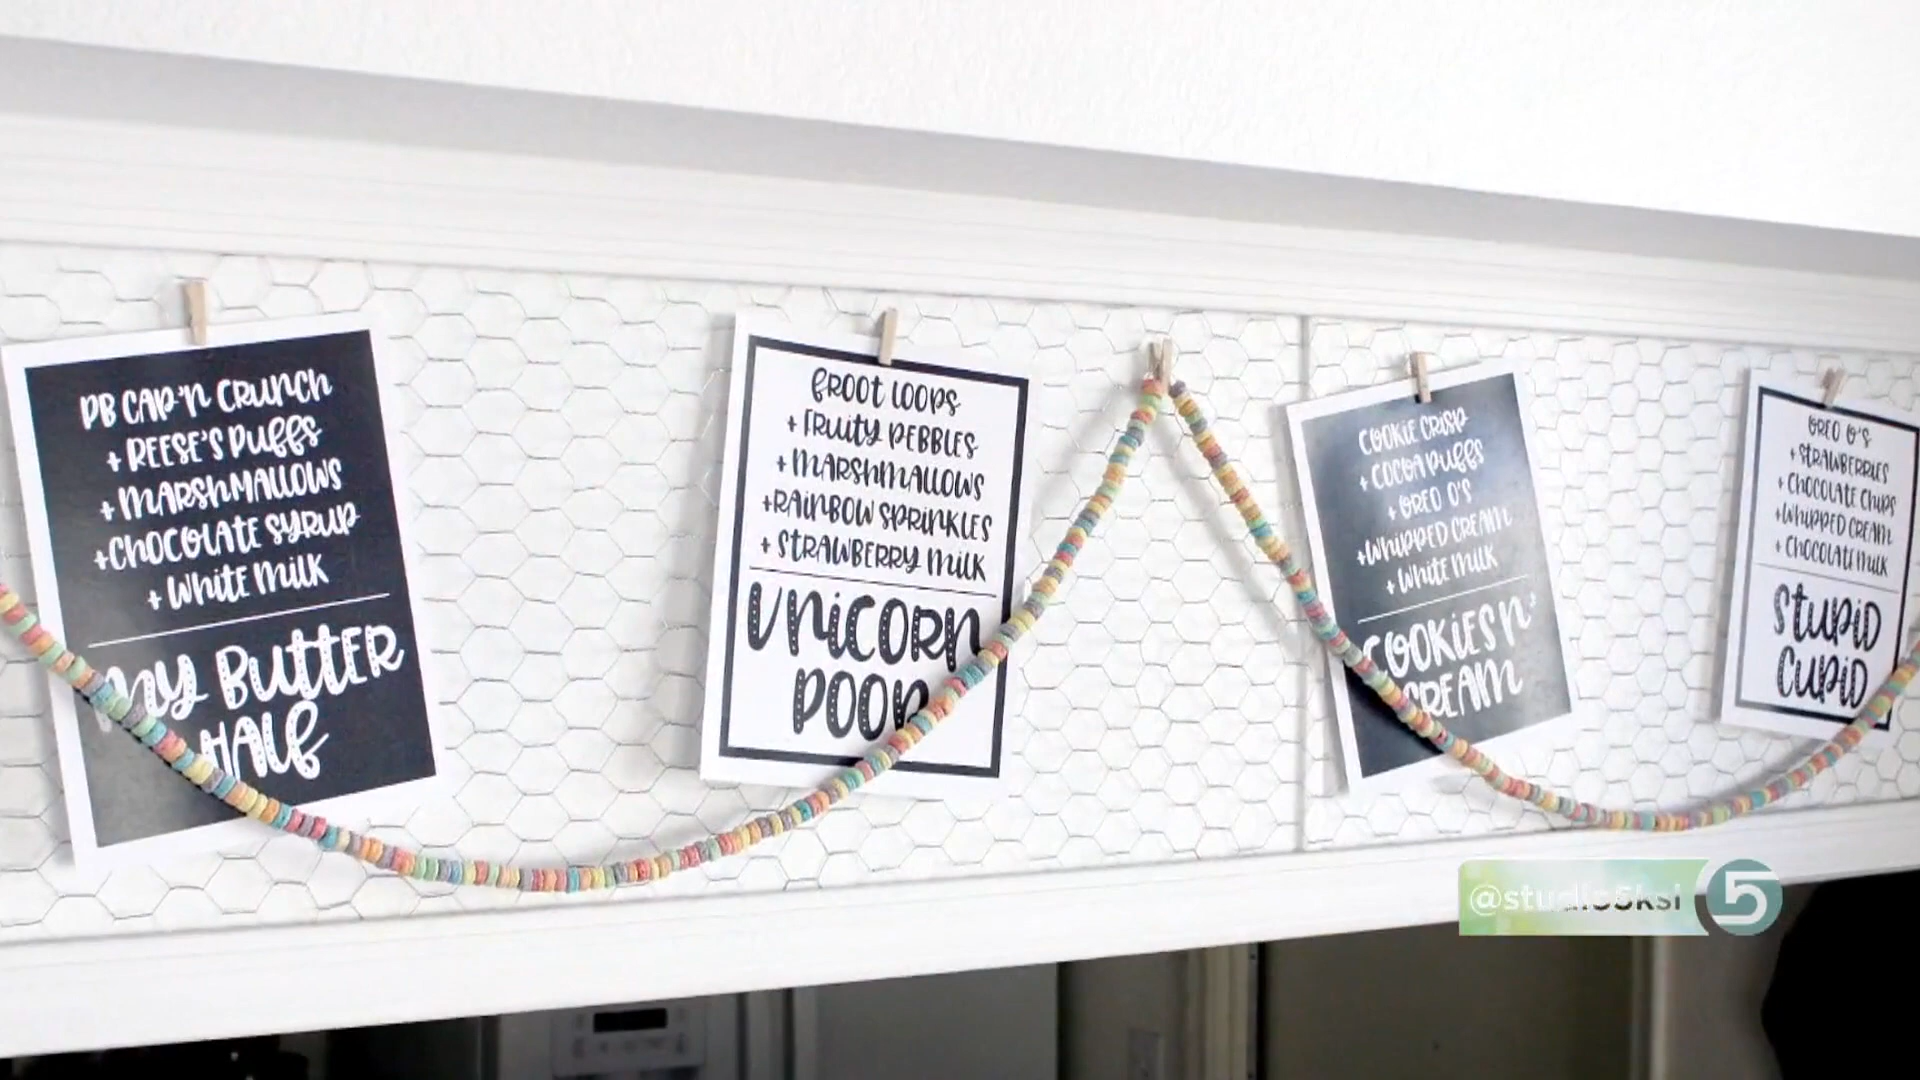 PB CAP'N CRUNCH
+ REESE'S PUFFS
+ MARSHMALLOWS
+CHOCOLATE SYRUP
+ WHITE MILK
MY BUTTER
HALF
FROOT LOOPS
+ FRUITY PEBBLES
+ MARSHMALLOWS
+RAINBOW SPRINKLES
+ STRAWBERRY MILK
UNICORN
POOP
COOKIE CRISP
+ COCOA PUFFS
+ OREO O'S
+WHIPPED CREAM
+ WHITE MILK
COOKIES N'
CREAM
OREO O'S
+ STRAWBERRIES
+ CHOCOLATE CHIPS
+WHIPPED CREAM
+ CHOCOLATE MILK
STUPID
CUPID
@studio5ksl 5